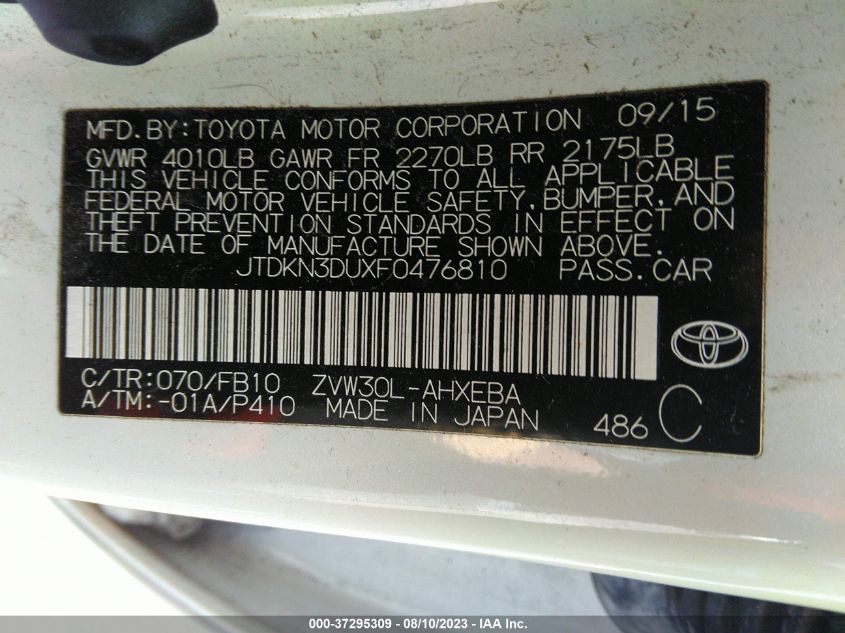 MFD. BY: TOYOTA MOTOR CORPORATION 09/15
GVWR 4010LB GAWR FR 2270LB RR 2175LB
THIS VEHICLE CONFORMS TO ALL APPLICABLE
FEDERAL MOTOR VEHICLE SAFETY, BUMPER, AND
THEFT PREVENTION STANDARDS IN EFFECT ON
THE DATE OF MANUFACTURE SHOWN ABOVE.
JTDKN3DUXF0476810 PASS. CAR
C/TR: 070/FB10 ZVW30L-AHXEBA
A/TM: -01A/P410 MADE IN JAPAN 486 C
000-37295309 - 08/10/2023 - IAA Inc.